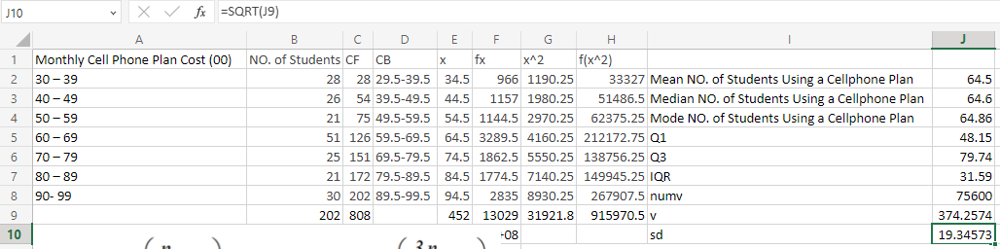 J10 fx =SQRT(J9)
A B C D E F G H I J
1 Monthly Cell Phone Plan Cost (00) NO. of Students CF CB x fx x^2 f(x^2)
2 30 – 39 28 28 29.5-39.5 34.5 966 1190.25 33327 Mean NO. of Students Using a Cellphone Plan 64.5
3 40 – 49 26 54 39.5-49.5 44.5 1157 1980.25 51486.5 Median NO. of Students Using a Cellphone Plan 64.6
4 50 – 59 21 75 49.5-59.5 54.5 1144.5 2970.25 62375.25 Mode NO. of Students Using a Cellphone Plan 64.86
5 60 – 69 51 126 59.5-69.5 64.5 3289.5 4160.25 212172.75 Q1 48.15
6 70 – 79 25 151 69.5-79.5 74.5 1862.5 5550.25 138756.25 Q3 79.74
7 80 – 89 21 172 79.5-89.5 84.5 1774.5 7140.25 149945.25 IQR 31.59
8 90- 99 30 202 89.5-99.5 94.5 2835 8930.25 267907.5 numv 75600
9 202 808 452 13029 31921.8 915970.5 v 374.2574
10 +08 sd 19.34573